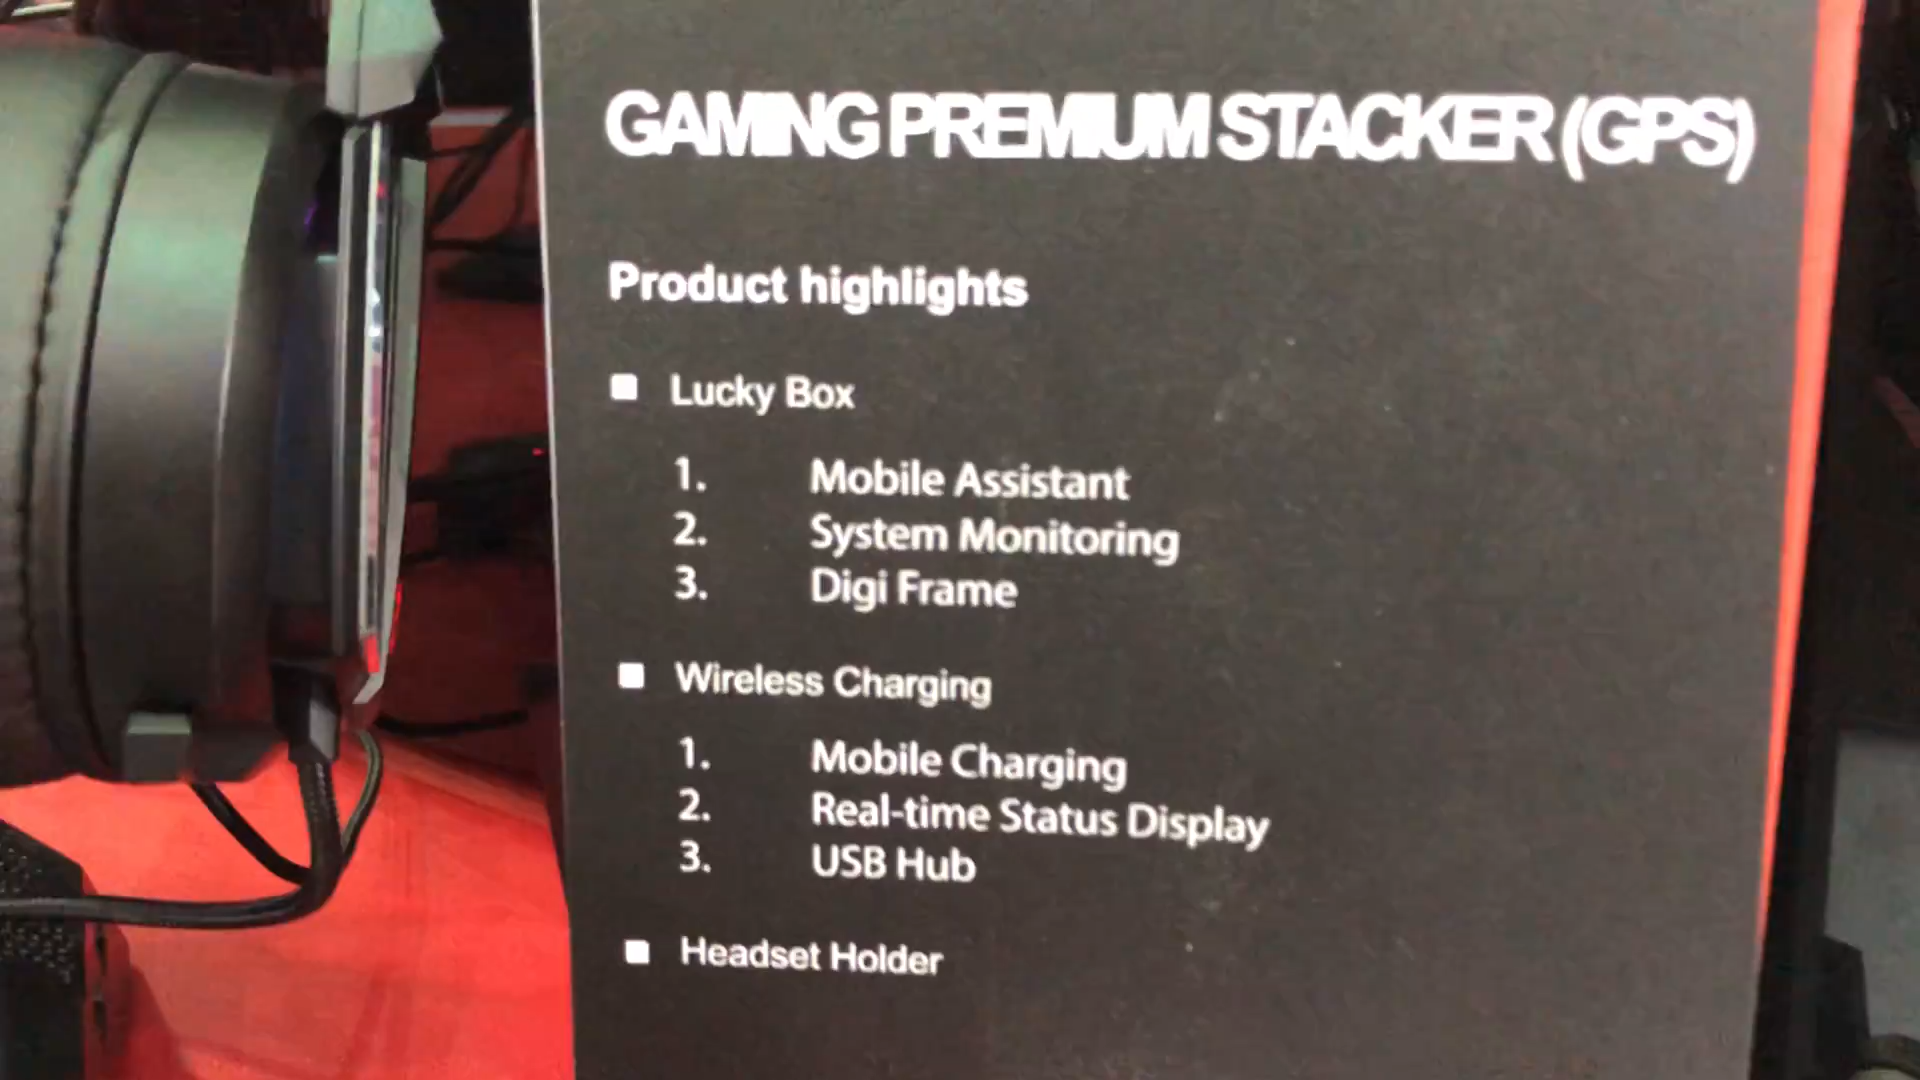 GAMING PREMIUM STACKER (GPS)
Product highlights
■ Lucky Box
1. Mobile Assistant
2. System Monitoring
3. Digi Frame
■ Wireless Charging
1. Mobile Charging
2. Real-time Status Display
3. USB Hub
■ Headset Holder